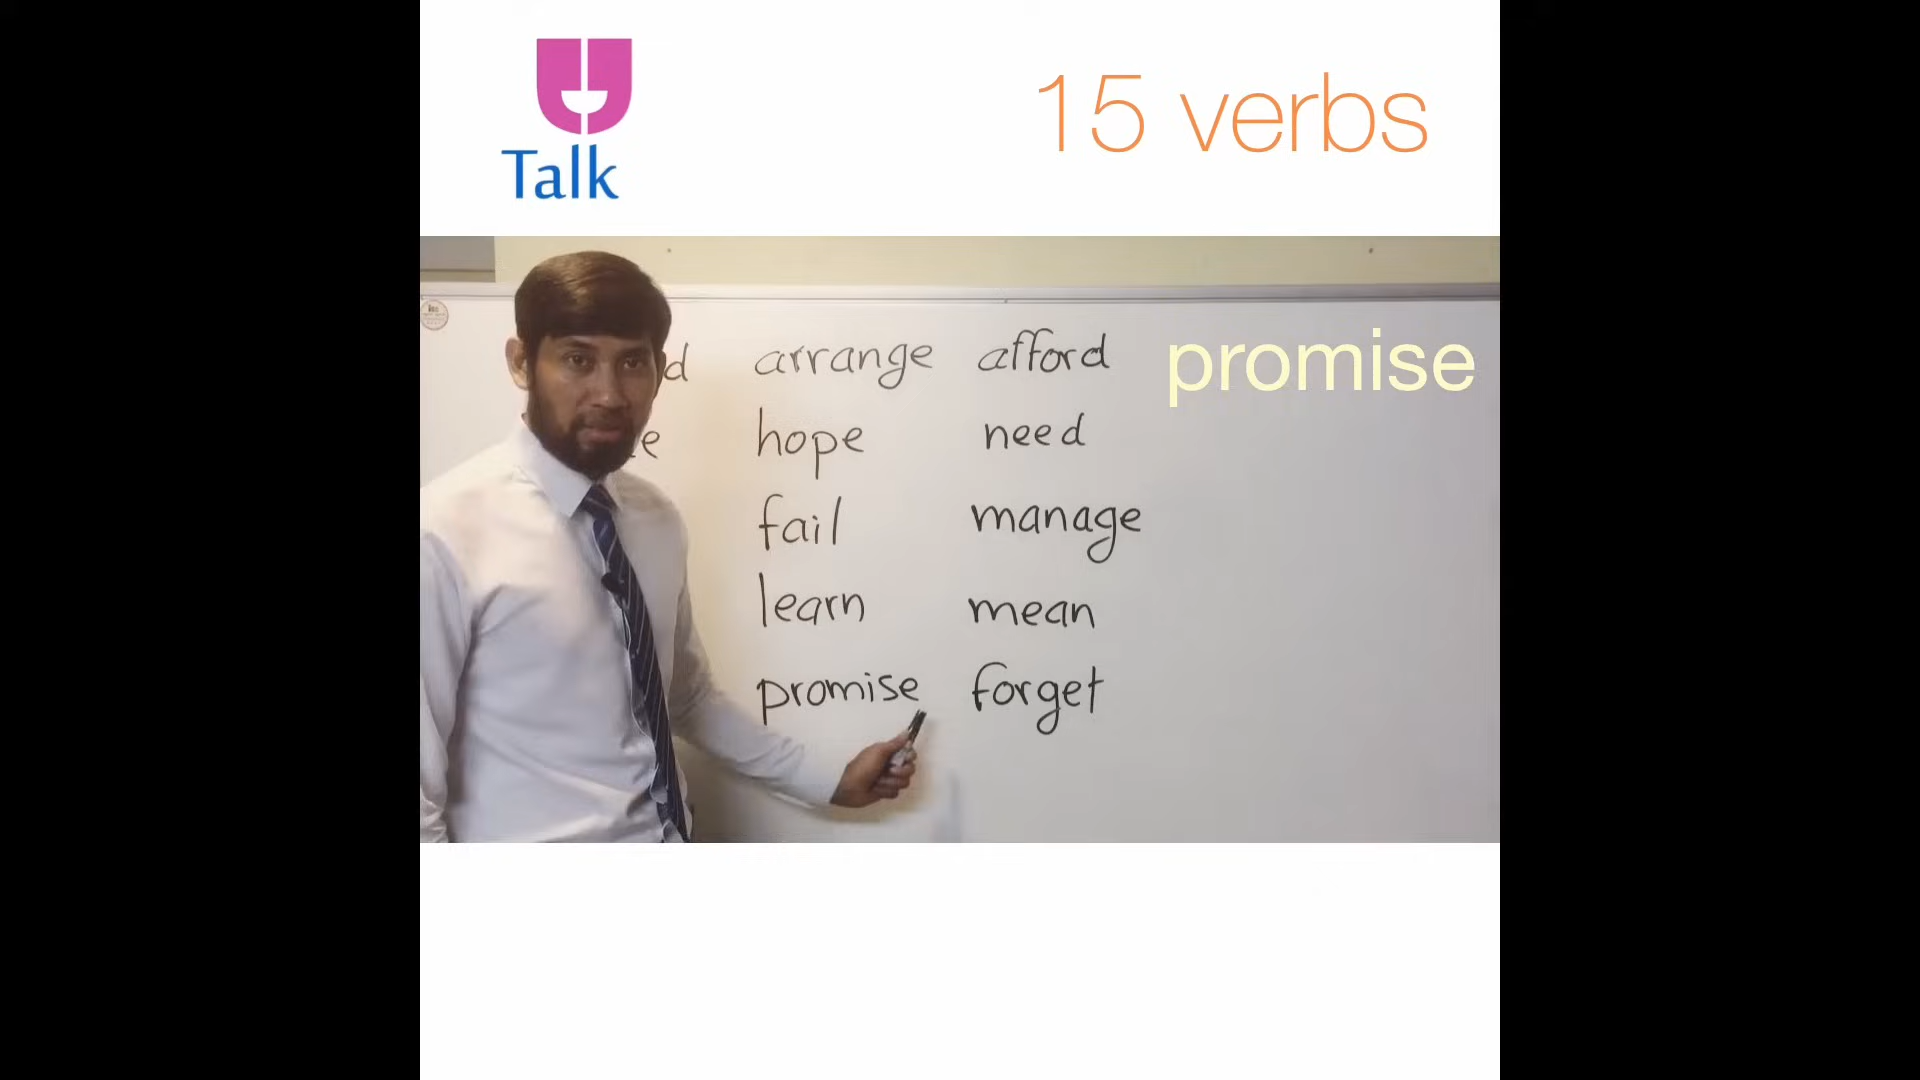 Talk
15 verbs
arrange afford promise
hope need
fail manage
learn mean
promise forget